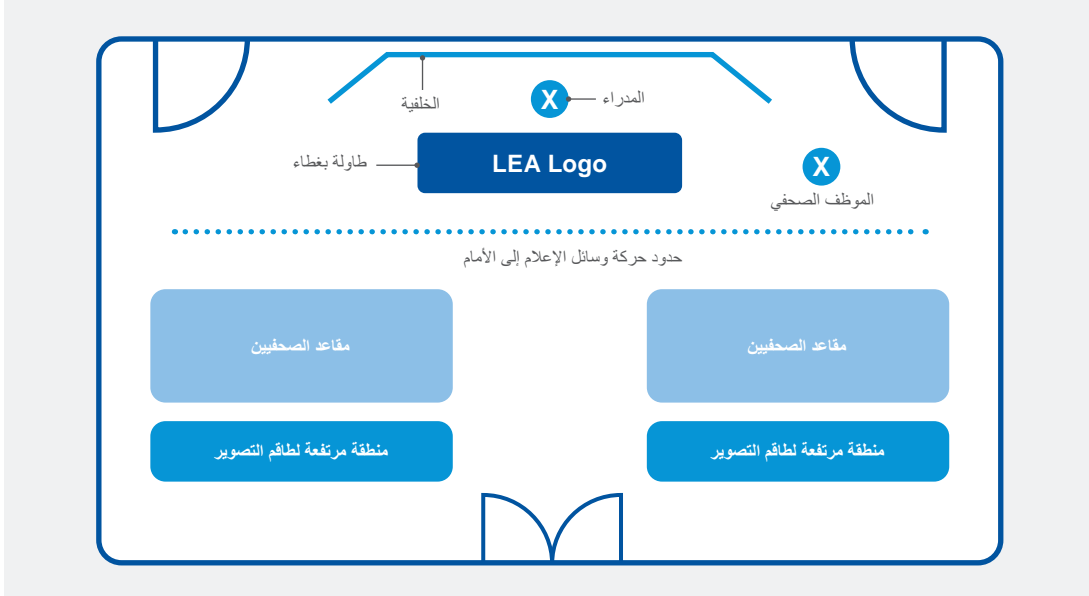 المدراء
الخلفية
LEA Logo
طاولة بغطاء
X
X
الموظف الصحفي
حدود حركة وسائل الإعلام إلى الأمام
مقاعد الصحفيين
مقاعد الصحفيين
منطقة مرتفعة لطاقم التصوير
منطقة مرتفعة لطاقم التصوير